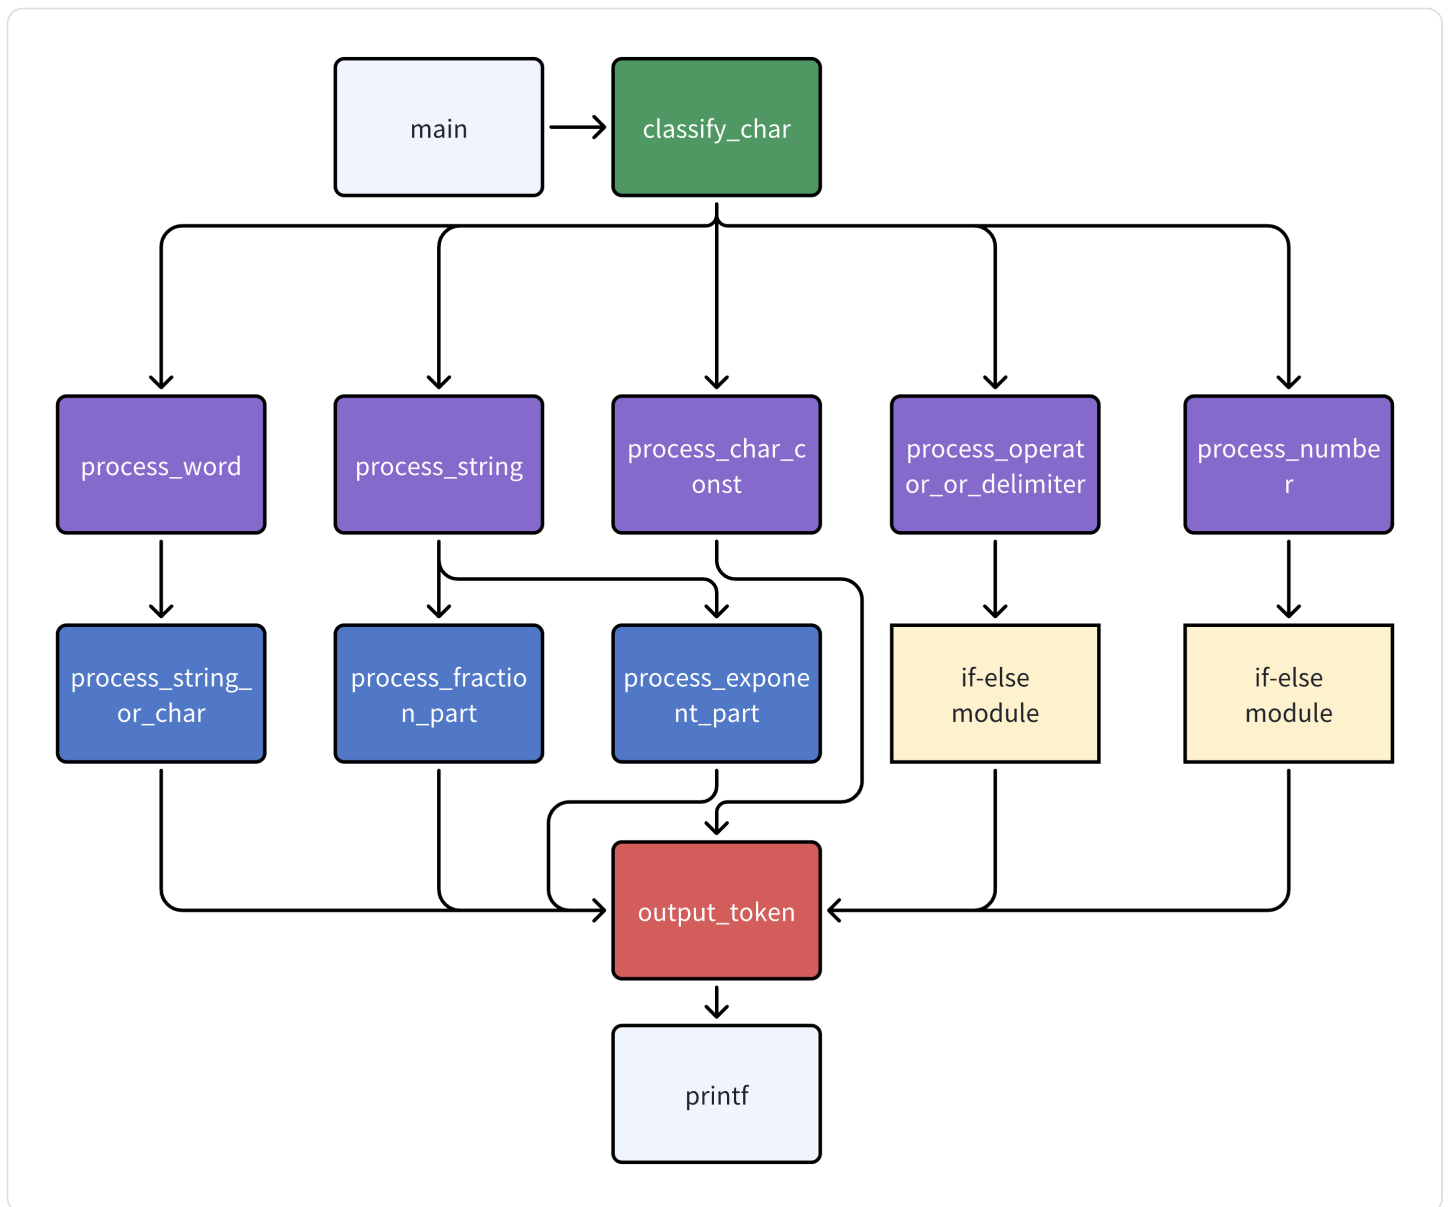 main
classify_char
process_word
process_string
process_char_c
onst
process_operat
or_or_delimiter
process_numbe
r
process_string_
or_char
process_fractio
n_part
process_expone
nt_part
if-else
module
if-else
module
output_token
printf